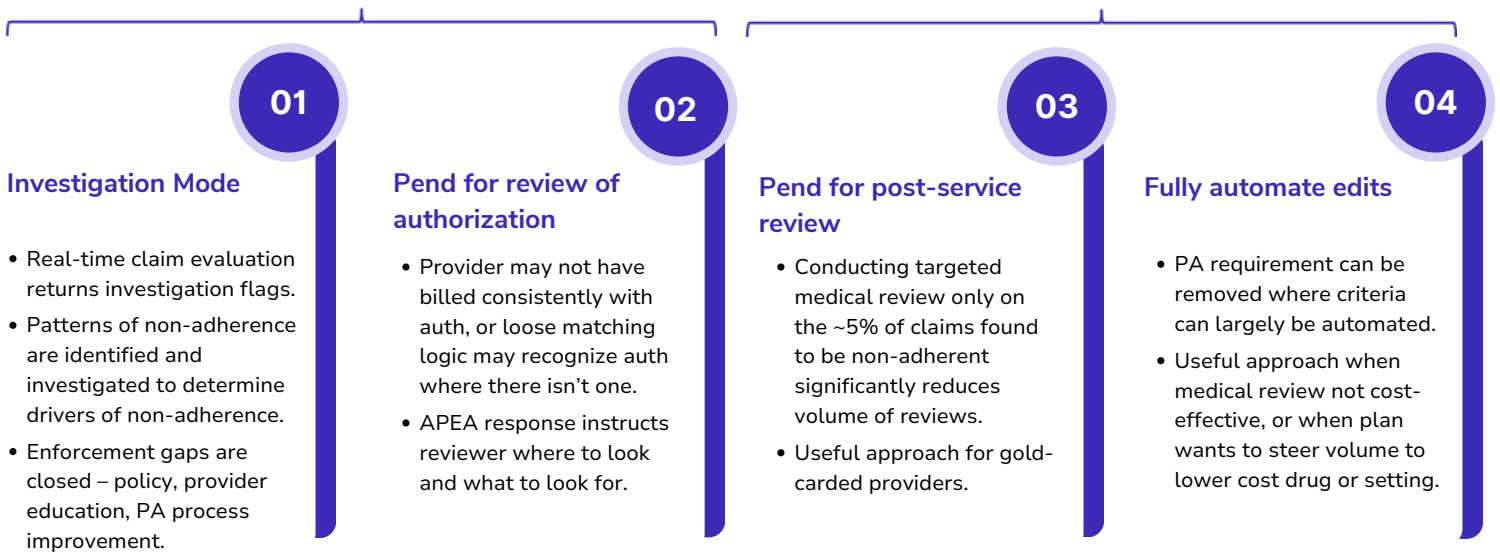 01
Investigation Mode
• Real-time claim evaluation
returns investigation flags.
• Patterns of non-adherence
are identified and
investigated to determine
drivers of non-adherence.
• Enforcement gaps are
closed – policy, provider
education, PA process
improvement.
02
Pend for review of
authorization
• Provider may not have
billed consistently with
auth, or loose matching
logic may recognize auth
where there isn’t one.
• APEA response instructs
reviewer where to look
and what to look for.
03
Pend for post-service
review
• Conducting targeted
medical review only on
the ~5% of claims found
to be non-adherent
significantly reduces
volume of reviews.
• Useful approach for gold-
carded providers.
04
Fully automate edits
• PA requirement can be
removed where criteria
can largely be automated.
• Useful approach when
medical review not cost-
effective, or when plan
wants to steer volume to
lower cost drug or setting.